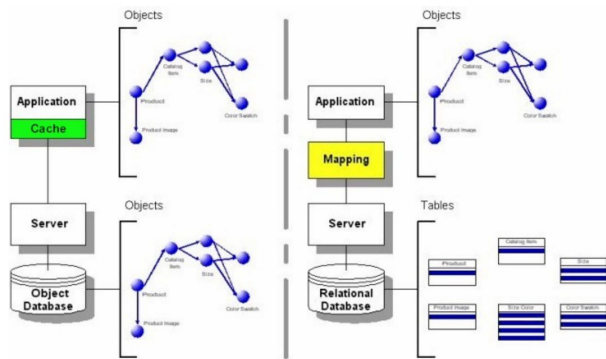 Objects
Catalog
Item
Size
Product
Application
Cache
Color Swatch
Product Image
Server
Objects
Catalog
Item
Size
Product
Object
Database
Color Swatch
Product Image
Objects
Catalog
Item
Size
Product
Application
Color Swatch
Product Image
Mapping
Server
Tables
Catalog Item
Product
Size
Relational
Database
Product Image
Size Color
Color Swatch